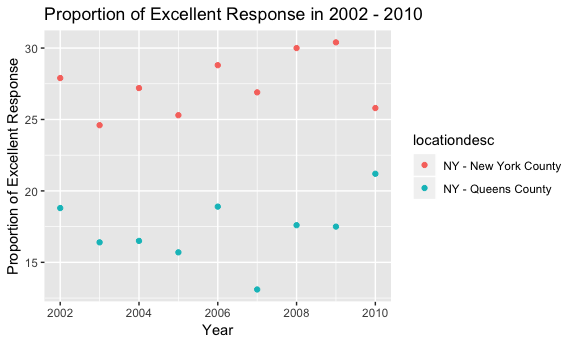 Proportion of Excellent Response in 2002 - 2010
Proportion of Excellent Response
30
25
20
15
2002
2004
2006
2008
2010
Year
locationdesc
NY - New York County
NY - Queens County